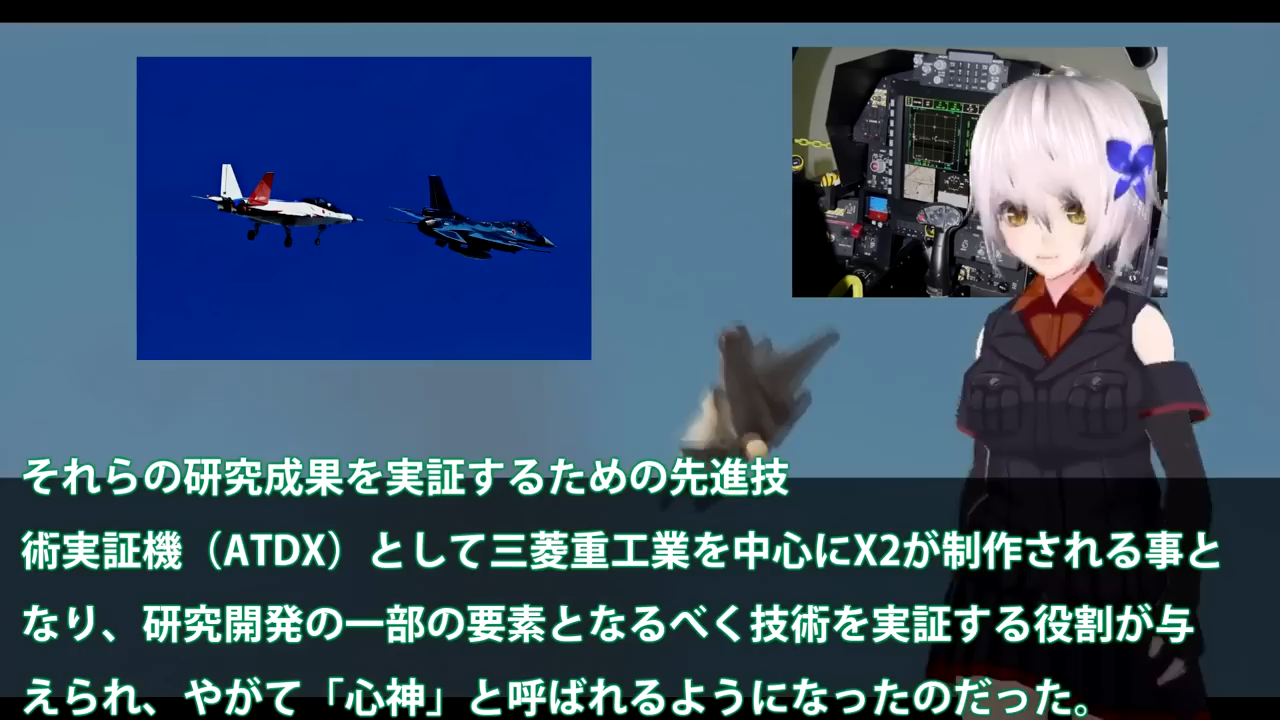 それらの研究成果を実証するための先進技
術実証機（ATDX）として三菱重工業を中心にX2が制作される事と
なり、研究開発の一部の要素となるべく技術を実証する役割が与
えられ、やがて「心神」と呼ばれるようになったのだった。